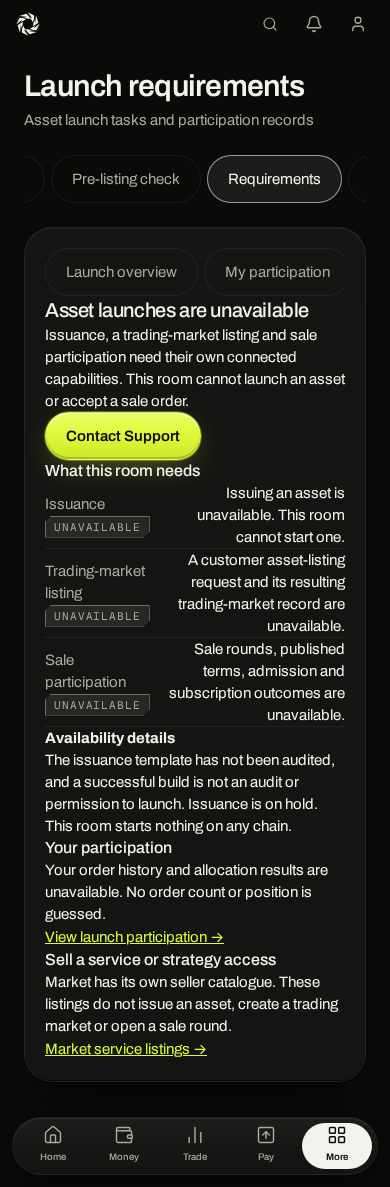 Launch requirements
Asset launch tasks and participation records
Pre-listing check
Requirements
Launch overview
My participation
Asset launches are unavailable
Issuance, a trading-market listing and sale
participation need their own connected
capabilities. This room cannot launch an asset
or accept a sale order.
Contact Support
What this room needs
Issuance
UNAVAILABLE
Issuing an asset is
unavailable. This room
cannot start one.
Trading-market
listing
UNAVAILABLE
A customer asset-listing
request and its resulting
trading-market record are
unavailable.
Sale
participation
UNAVAILABLE
Sale rounds, published
terms, admission and
subscription outcomes are
unavailable.
Availability details
The issuance template has not been audited,
and a successful build is not an audit or
permission to launch. Issuance is on hold.
This room starts nothing on any chain.
Your participation
Your order history and allocation results are
unavailable. No order count or position is
guessed.
View launch participation →
Sell a service or strategy access
Market has its own seller catalogue. These
listings do not issue an asset, create a trading
market or open a sale round.
Market service listings →
Home
Money
Trade
Pay
More